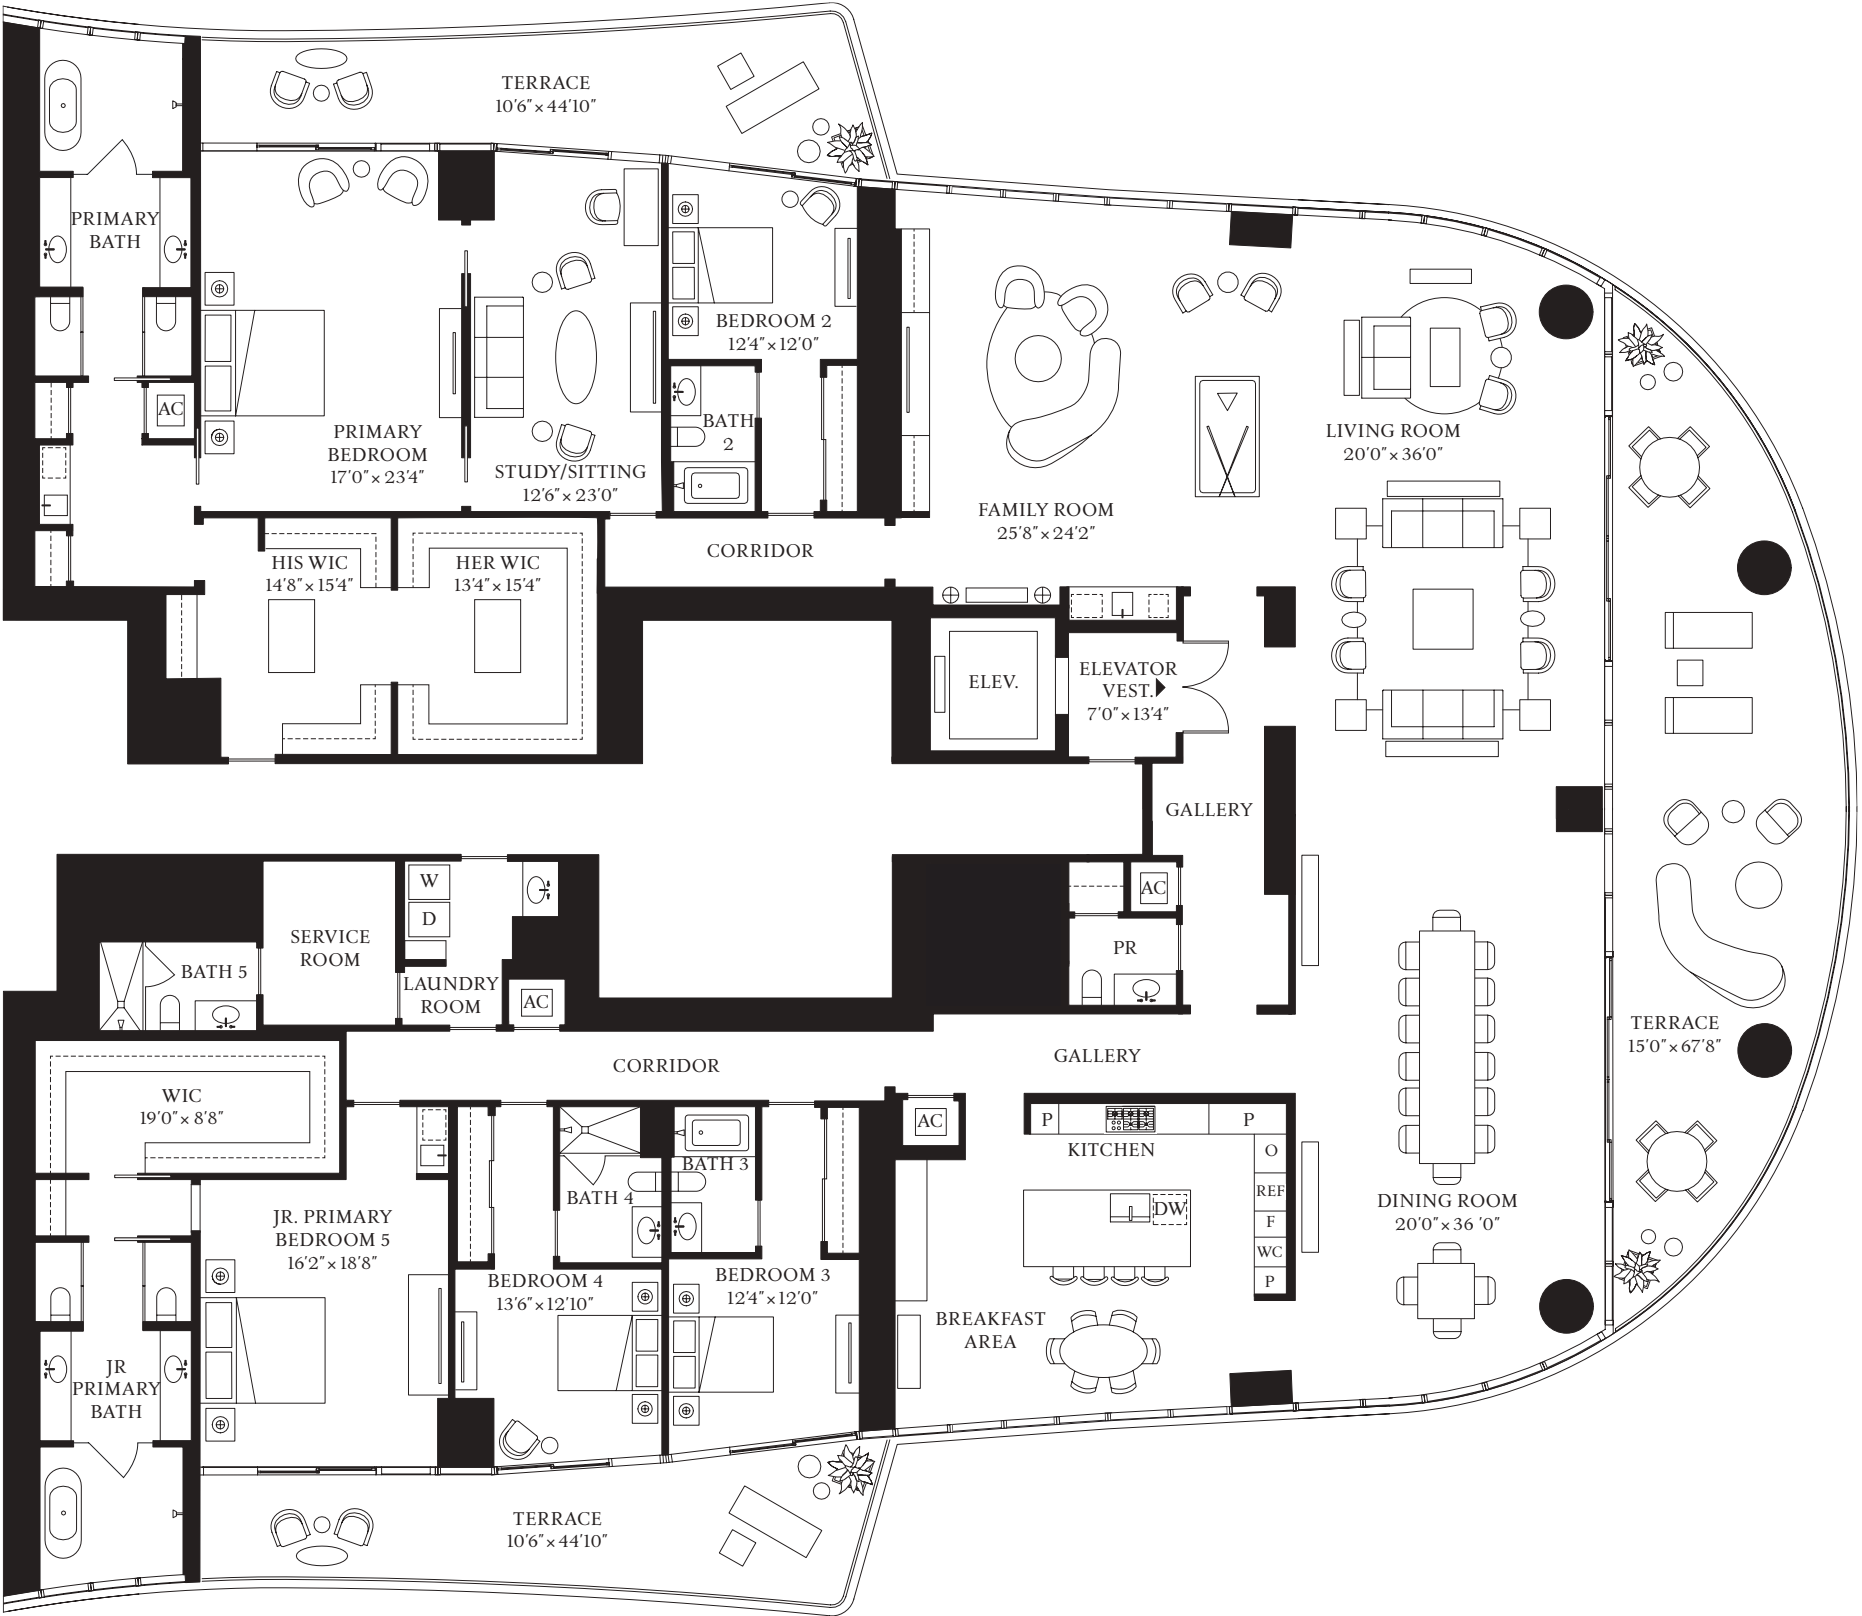 TERRACE
10'6"×44'10"
PRIMARY
BATH
BEDROOM 2
12'4"×12'0"
AC
PRIMARY
BEDROOM
17'0"×23'4"
STUDY/SITTING
12'6"×23'0"
BATH
2
LIVING ROOM
20'0"×36'0"
FAMILY ROOM
25'8"×24'2"
CORRIDOR
HIS WIC
14'8"×15'4"
HER WIC
13'4"×15'4"
ELEV.
ELEVATOR
VEST.
7'0"×13'4"
GALLERY
W
D
AC
SERVICE
ROOM
PR
BATH 5
LAUNDRY
ROOM
AC
TERRACE
15'0"×67'8"
CORRIDOR
GALLERY
WIC
19'0"×8'8"
AC
P
P
KITCHEN
O
BATH 3
REF
BATH 4
DW
F
DINING ROOM
20'0"×36 '0"
JR. PRIMARY
BEDROOM 5
16'2"×18'8"
WC
P
BEDROOM 4
13'6"×12'10"
BEDROOM 3
12'4"×12'0"
BREAKFAST
AREA
JR
PRIMARY
BATH
TERRACE
10'6"×44'10"